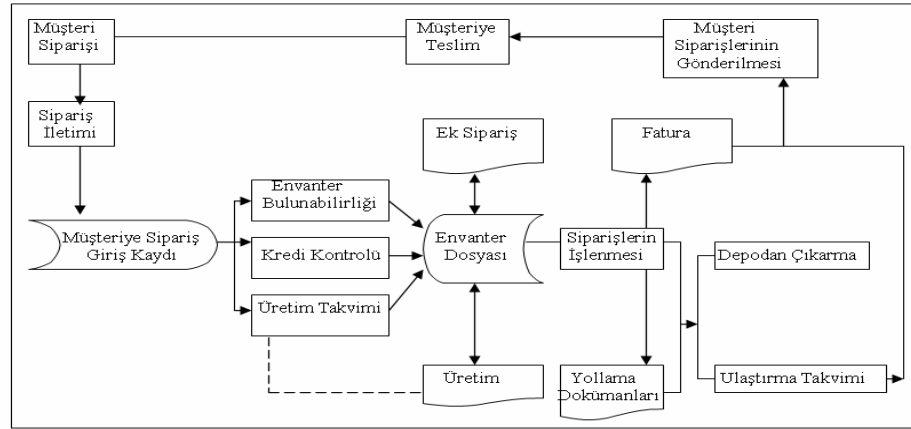 Müşteri
Siparişi
Müşteriye
Teslim
Müşteri
Siparişlerinin
Gönderilmesi
Sipariş
İletimi
Ek Sipariş
Fatura
Envanter
Bulunabilirliği
Müşteriye Sipariş
Giriş Kaydı
Kredi Kontrolü
Envanter
Dosyası
Siparişlerin
İşlenmesi
Depodan Çıkarma
Üretim Takvimi
Üretim
Yollama
Dokümanları
Ulaştırma Takvimi